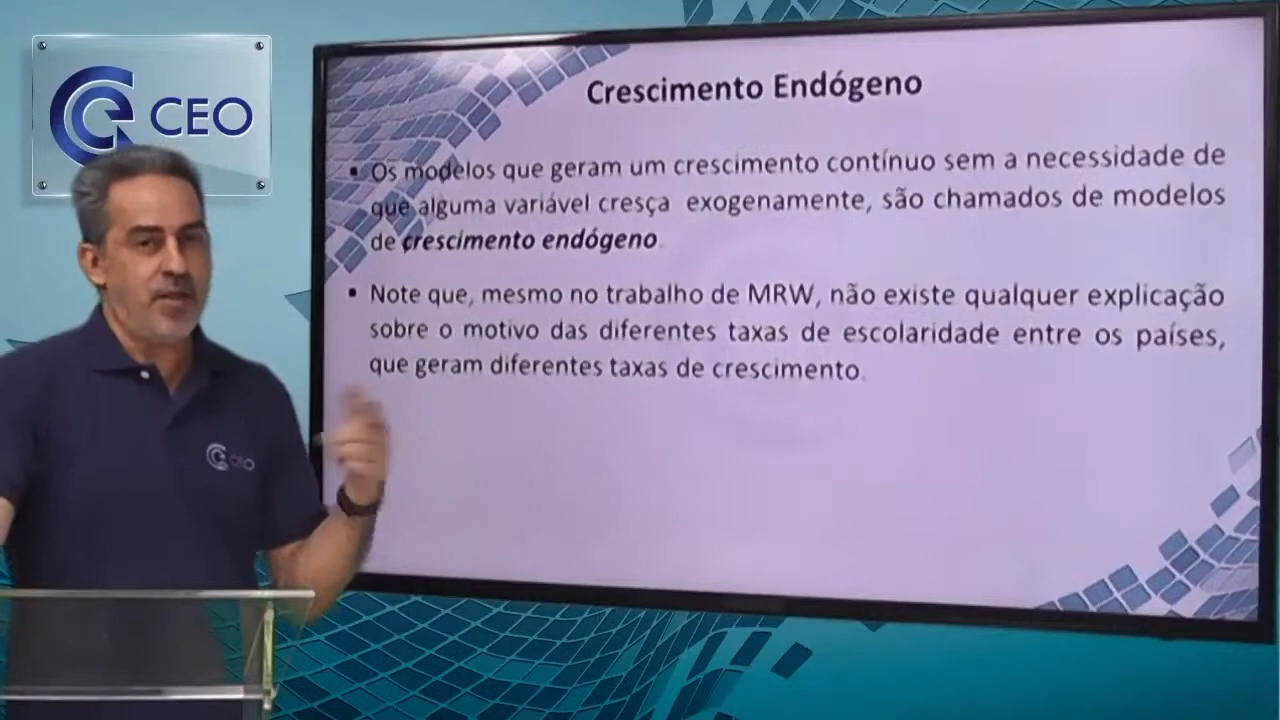 CEO
Crescimento Endógeno
▪ Os modelos que geram um crescimento contínuo sem a necessidade de
que alguma variável cresça exogenamente, são chamados de modelos
de crescimento endógeno.
▪ Note que, mesmo no trabalho de MRW, não existe qualquer explicação
sobre o motivo das diferentes taxas de escolaridade entre os países,
que geram diferentes taxas de crescimento.
CEO